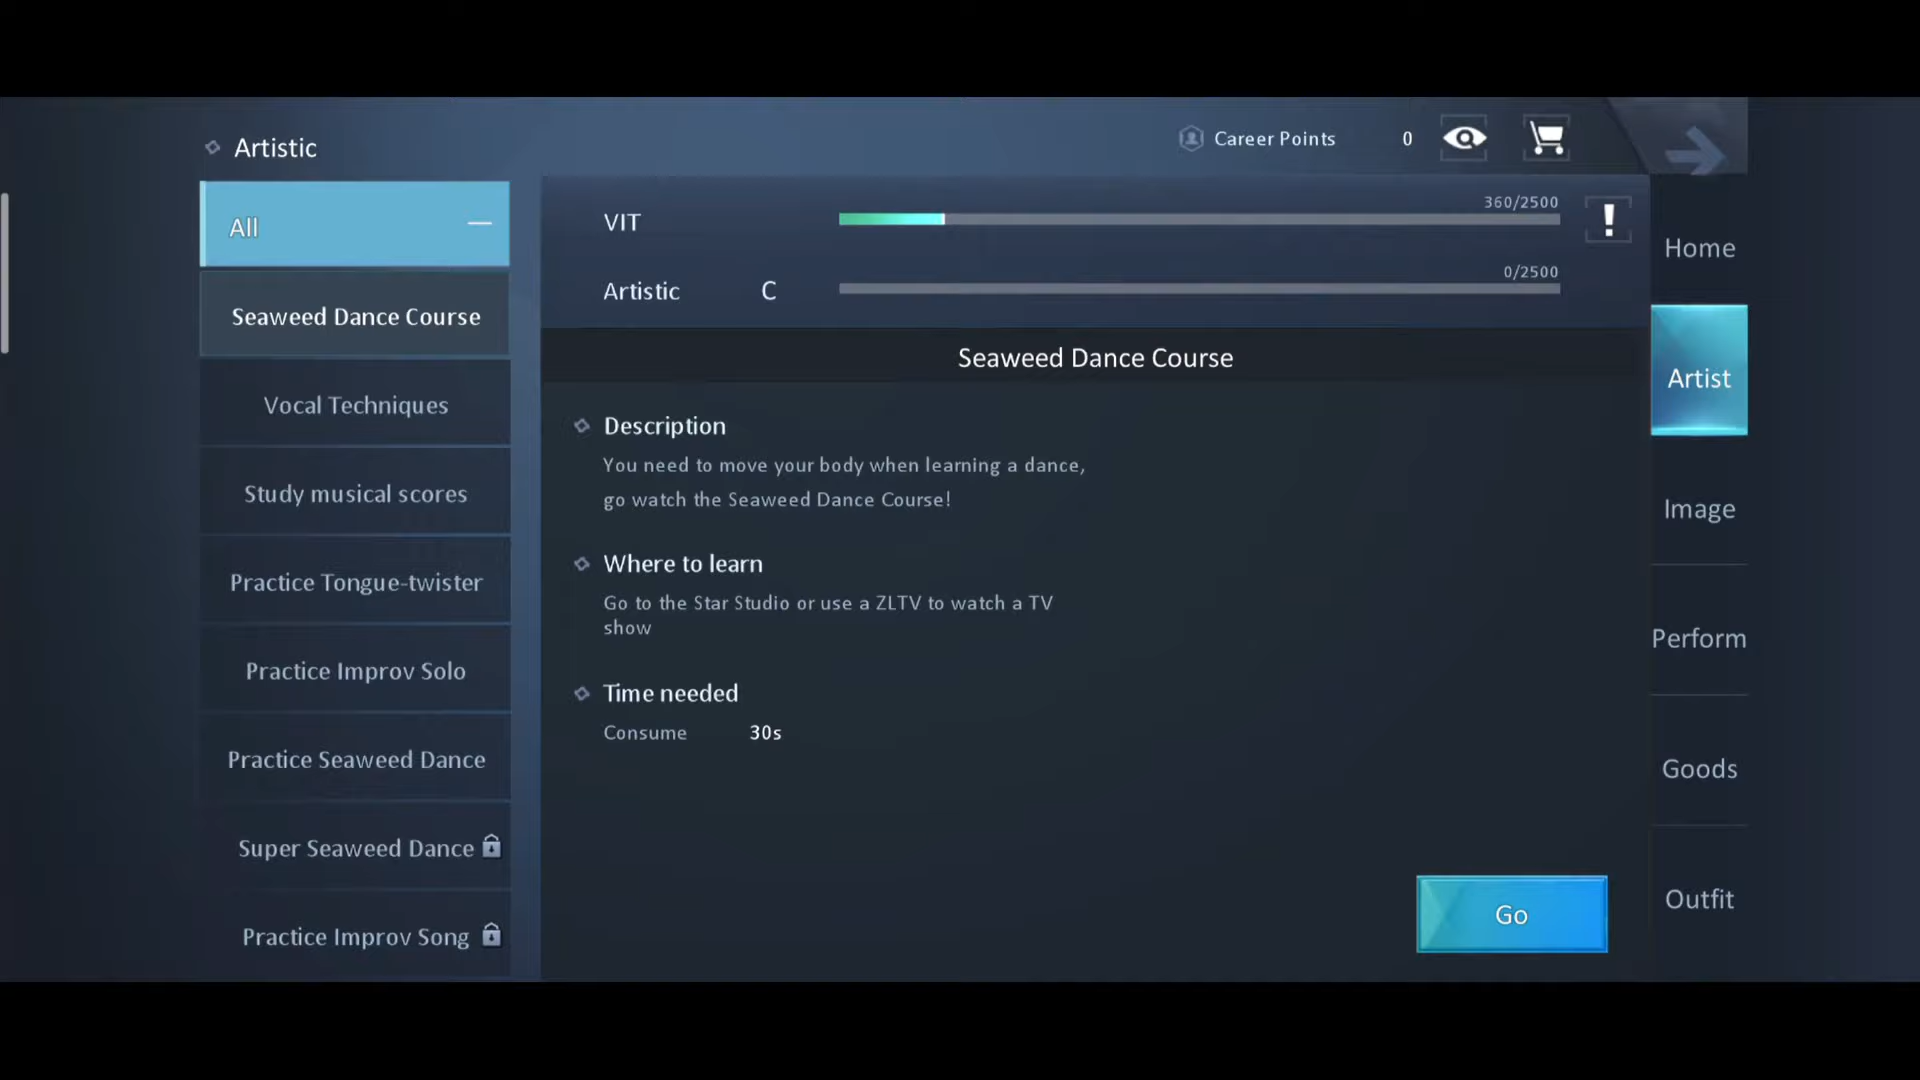 Artistic
Career Points 0
All
Seaweed Dance Course
Vocal Techniques
Study musical scores
Practice Tongue-twister
Practice Improv Solo
Practice Seaweed Dance
Super Seaweed Dance
Practice Improv Song
VIT 360/2500
Artistic C 0/2500
Seaweed Dance Course
Description
You need to move your body when learning a dance,
go watch the Seaweed Dance Course!
Where to learn
Go to the Star Studio or use a ZLTV to watch a TV
show
Time needed
Consume 30s
Go
Home
Artist
Image
Perform
Goods
Outfit